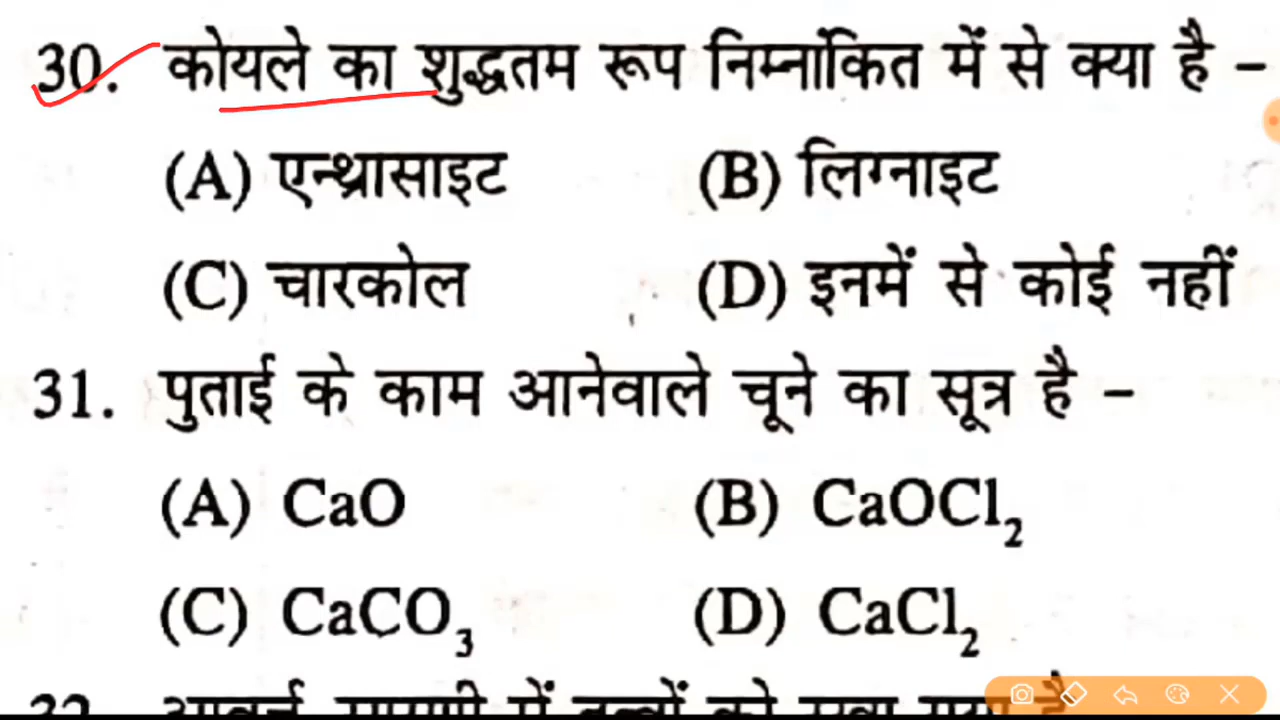 30. कोयले का शुद्धतम रूप निम्नांकित में से क्या है –
(A) एन्थ्रासाइट (B) लिग्नाइट
(C) चारकोल (D) इनमें से कोई नहीं
31. पुताई के काम आनेवाले चूने का सूत्र है –
(A) CaO (B) CaOCl₂
(C) CaCO₃ (D) CaCl₂